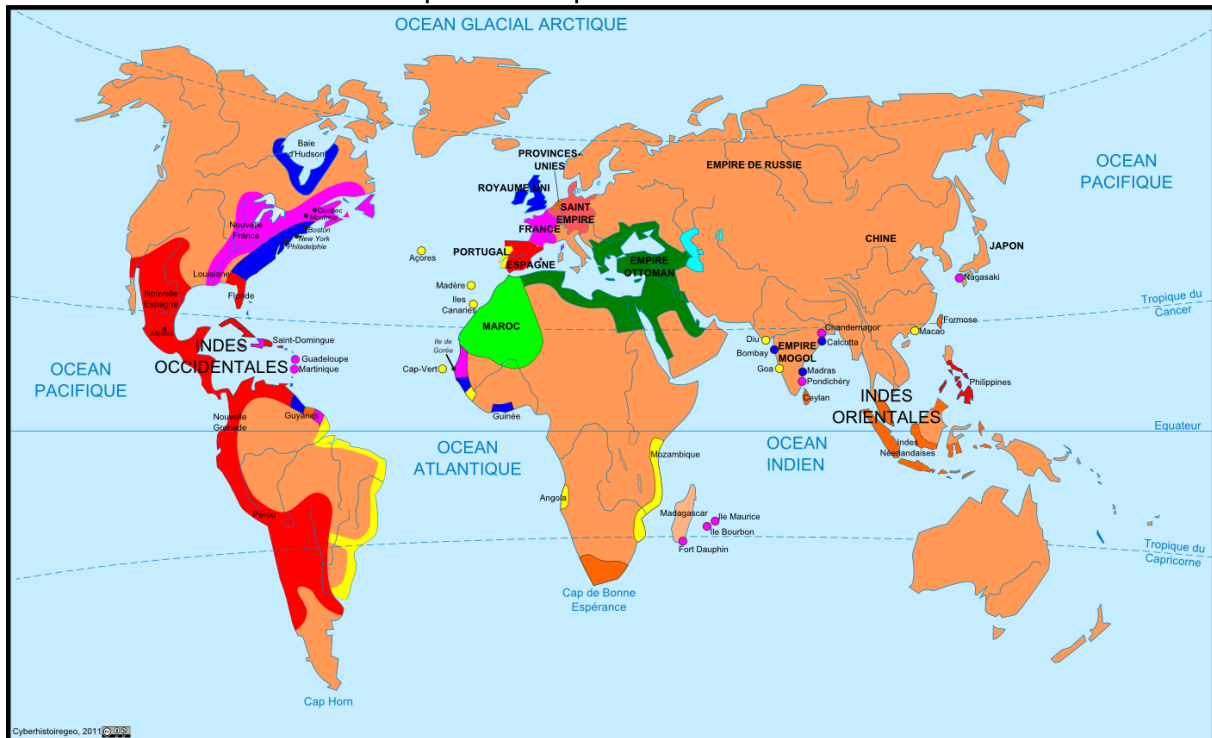 OCEAN GLACIAL ARCTIQUE
Baie
d'Hudson
PROVINCES-
UNIES
EMPIRE DE RUSSIE
OCEAN
PACIFIQUE
ROYAUME UNI
SAINT
EMPIRE
Québec
Montréal
Nouvelle
France
Boston
New York
Philadelphie
FRANCE
CHINE
JAPON
PORTUGAL
ESPAGNE
EMPIRE
OTTOMAN
Açores
Louisiane
Nagasaki
Madère
Nouvelle
Espagne
Floride
Iles
Canaries
Tropique du
Cancer
MAROC
Mexico
Chandernagor
Formose
Macao
Saint-Domingue
INDES
OCCIDENTALES
Diu
Calcutta
EMPIRE
MOGOL
Bombay
Ile de
Gorée
Guadeloupe
Martinique
Cap-Vert
Goa
Madras
Pondichéry
OCEAN
PACIFIQUE
Philippines
Ceylan
INDES
ORIENTALES
Guyanes
Guinée
Nouvelle
Grenade
Equateur
OCEAN
ATLANTIQUE
OCEAN
INDIEN
Indes
Néerlandaises
Mozambique
Angola
Pérou
Madagascar
Ile Maurice
Ile Bourbon
Fort Dauphin
Tropique du
Capricorne
Cap de Bonne
Espérance
Cap Horn
Cyberhistoiregeo, 2011